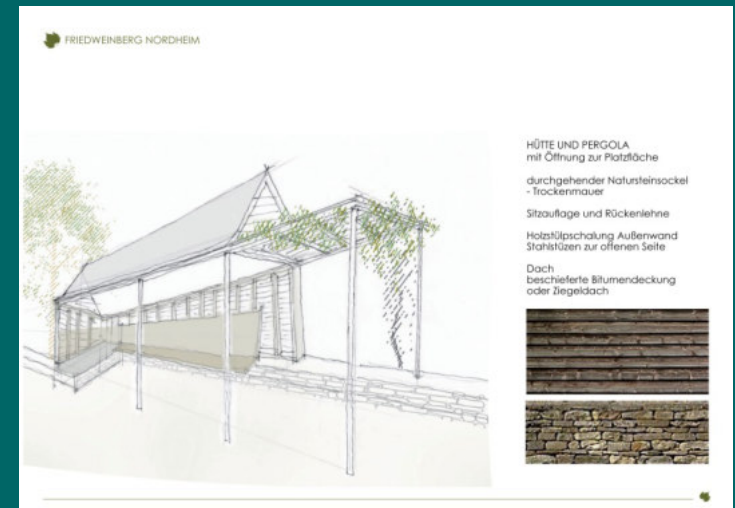 FRIEDWEINBERG NORDHEIM
HÜTTE UND PERGOLA
mit Öffnung zur Platzfläche
durchgehender Natursteinsockel
- Trockenmauer
Sitzauflage und Rückenlehne
Holzstülpschalung Außenwand
Stahlstüzen zur offenen Seite
Dach
beschieferte Bitumendeckung
oder Ziegeldach